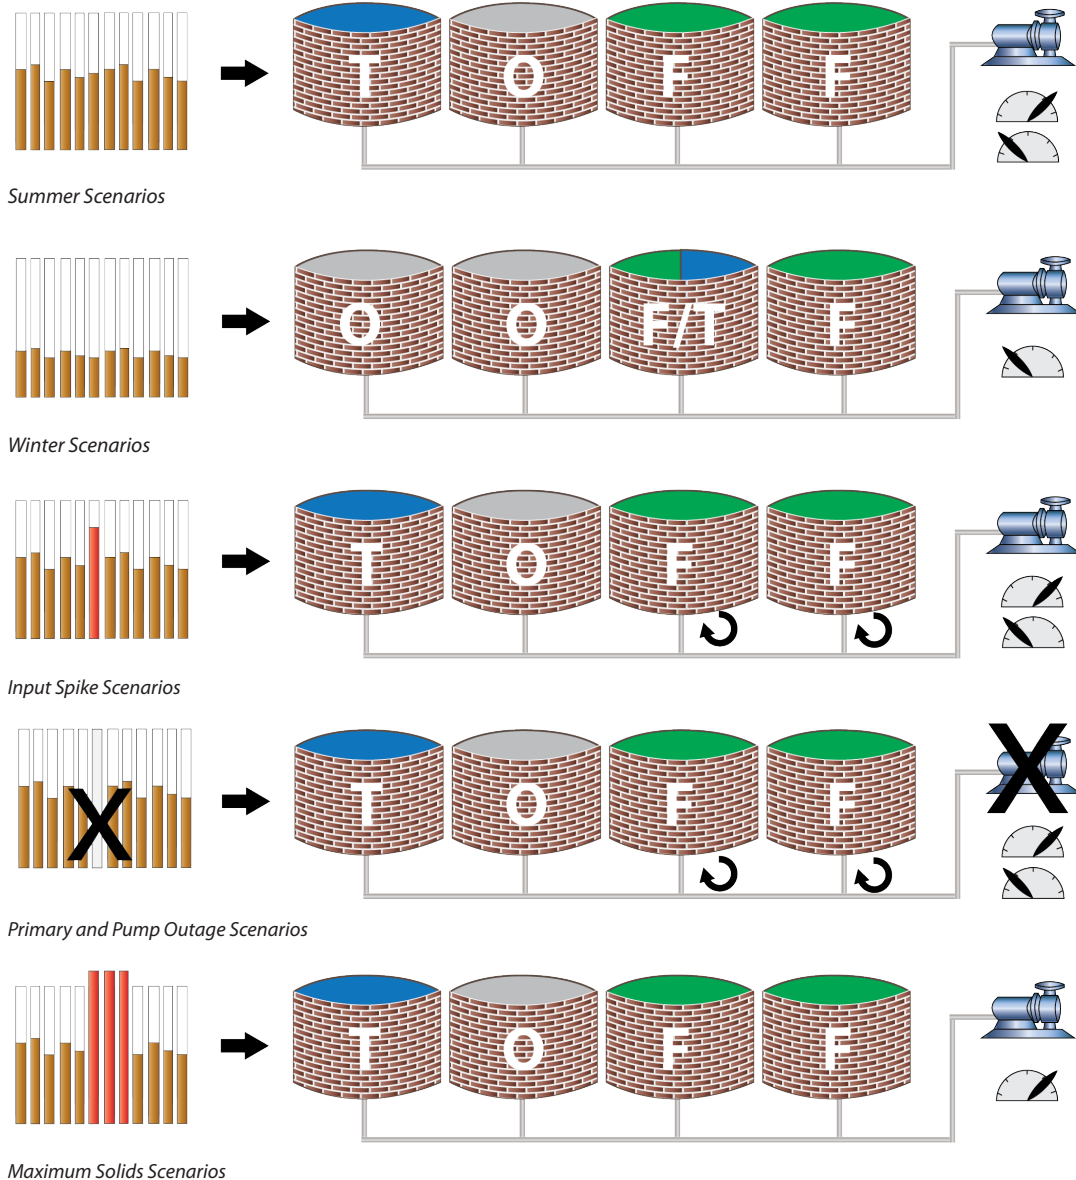 T O F F
Summer Scenarios
O O F/T F
Winter Scenarios
T O F F
Input Spike Scenarios
X T O F F X
Primary and Pump Outage Scenarios
T O F F
Maximum Solids Scenarios